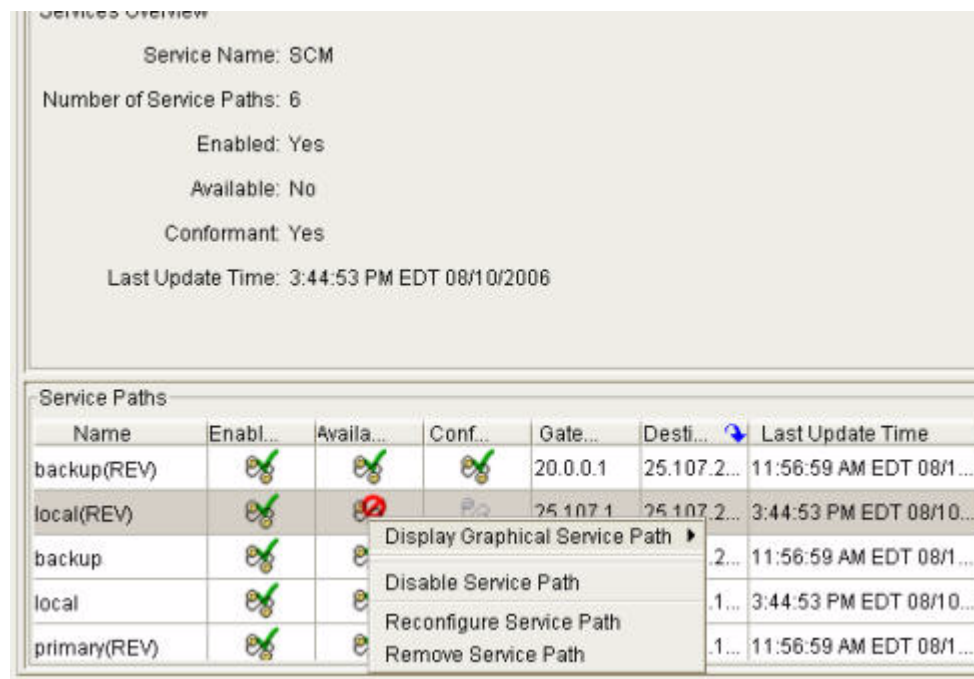 Services Overview
Service Name: SCM
Number of Service Paths: 6
Enabled: Yes
Available: No
Conformant: Yes
Last Update Time: 3:44:53 PM EDT 08/10/2006
Service Paths
Name Enabl... Availa... Conf... Gate... Desti... Last Update Time
backup(REV) 20.0.0.1 25.107.2... 11:56:59 AM EDT 08/1...
local(REV) 25.107.1 25.107.2... 3:44:53 PM EDT 08/10...
Display Graphical Service Path
backup .2... 11:56:59 AM EDT 08/1...
Disable Service Path
local .1... 3:44:53 PM EDT 08/10...
Reconfigure Service Path
primary(REV) .1... 11:56:59 AM EDT 08/1...
Remove Service Path